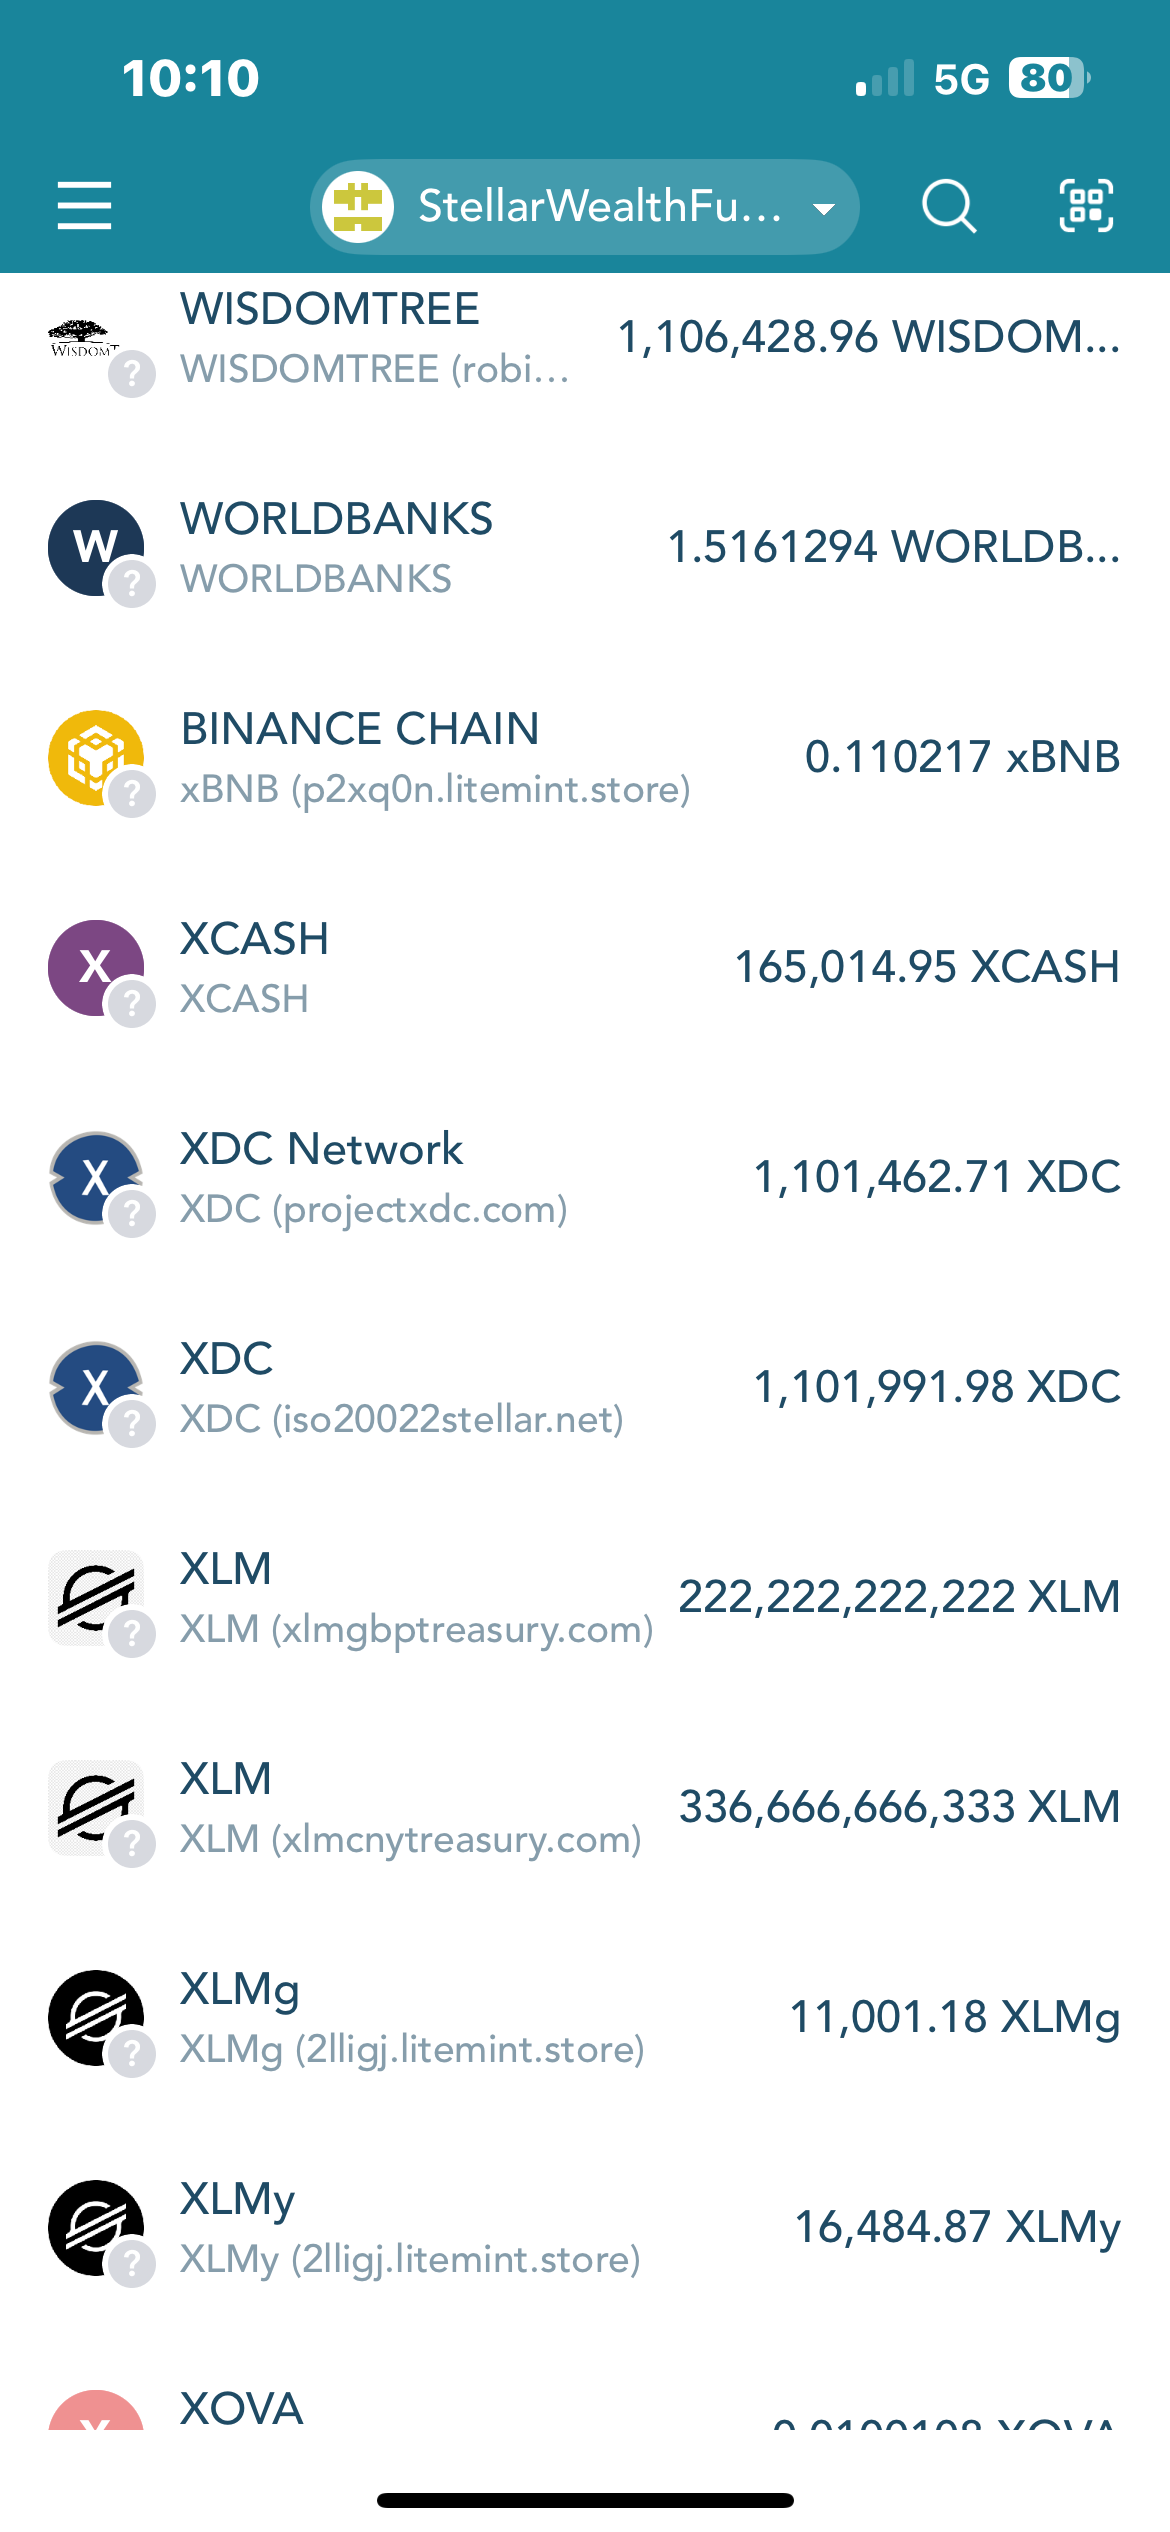 10:10
5G 80
StellarWealthFu...
WISDOMTREE
WISDOMT
1,106,428.96 WISDOM...
? WISDOMTREE (robi...
WORLDBANKS
W 1.5161294 WORLDB...
? WORLDBANKS
BINANCE CHAIN
0.110217 xBNB
? xBNB (p2xq0n.litemint.store)
XCASH
X 165,014.95 XCASH
? XCASH
XDC Network
X 1,101,462.71 XDC
? XDC (projectxdc.com)
XDC
X 1,101,991.98 XDC
? XDC (iso20022stellar.net)
XLM
222,222,222,222 XLM
? XLM (xlmgbptreasury.com)
XLM
336,666,666,333 XLM
? XLM (xlmcnytreasury.com)
XLMg
11,001.18 XLMg
? XLMg (2lligj.litemint.store)
XLMy
16,484.87 XLMy
? XLMy (2lligj.litemint.store)
XOVA
X XOVA